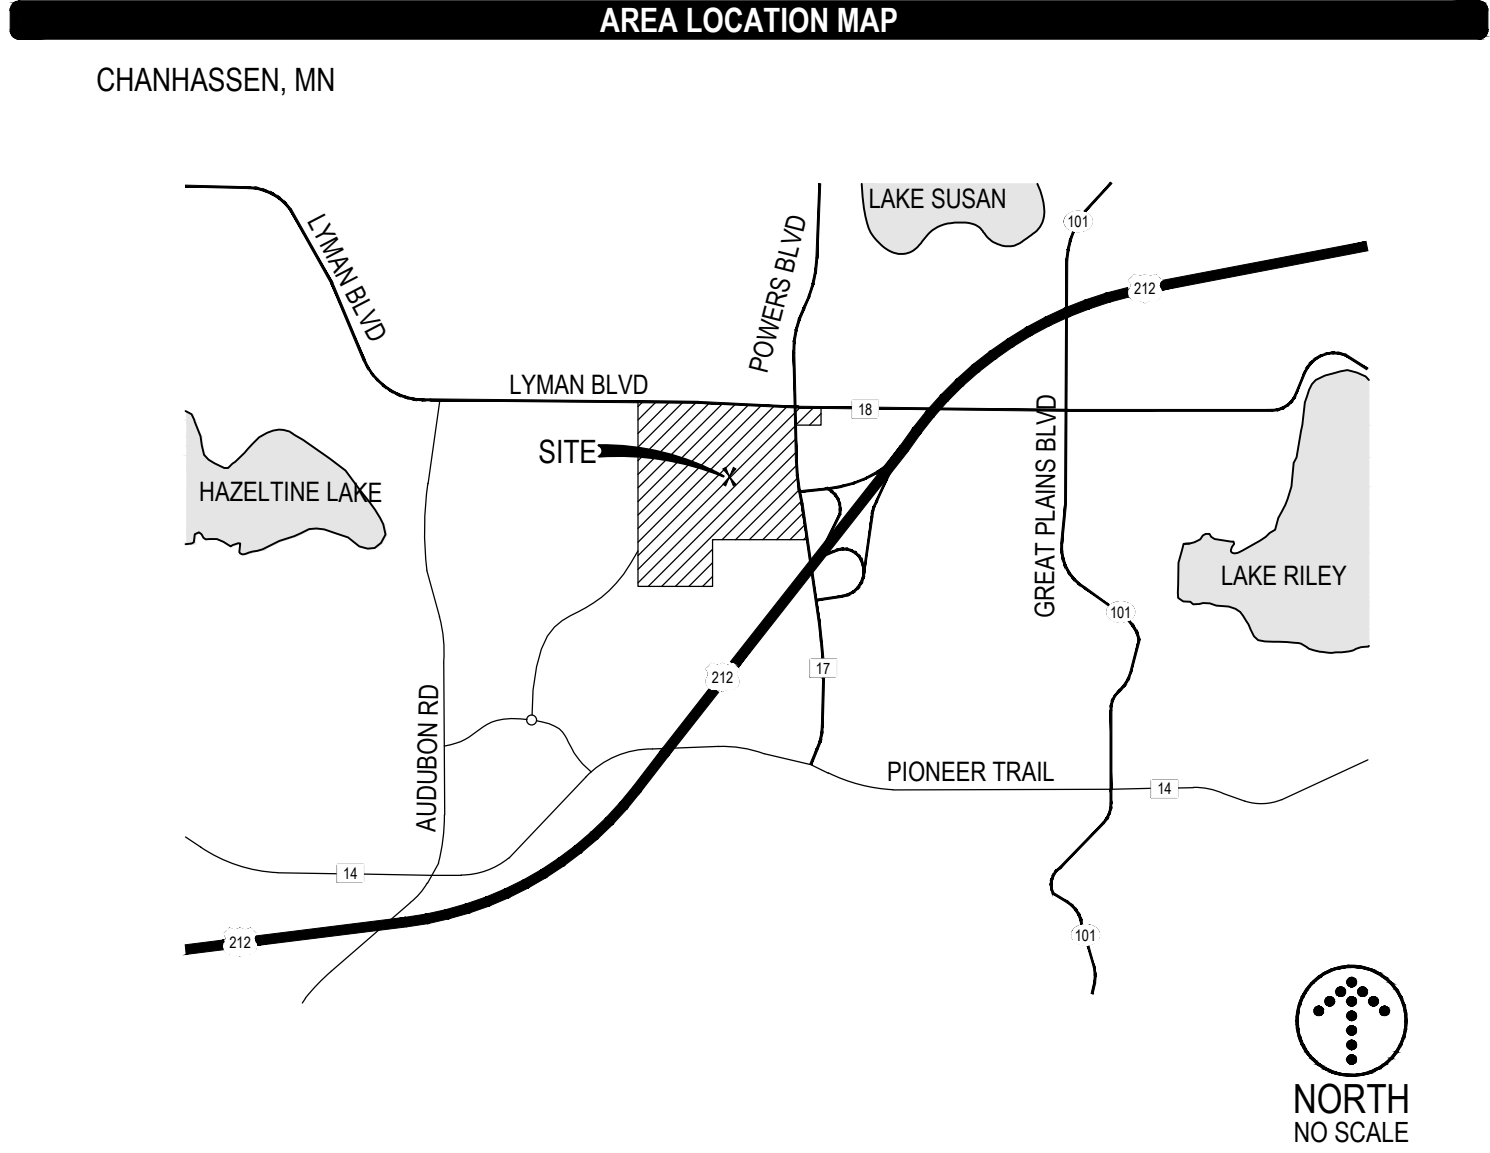 AREA LOCATION MAP
CHANHASSEN, MN
LAKE SUSAN
101
LYMAN BLVD
POWERS BLVD
212
LYMAN BLVD
18
GREAT PLAINS BLVD
SITE
HAZELTINE LAKE
LAKE RILEY
101
17
212
AUDUBON RD
PIONEER TRAIL
14
14
212
101
NORTH
NO SCALE